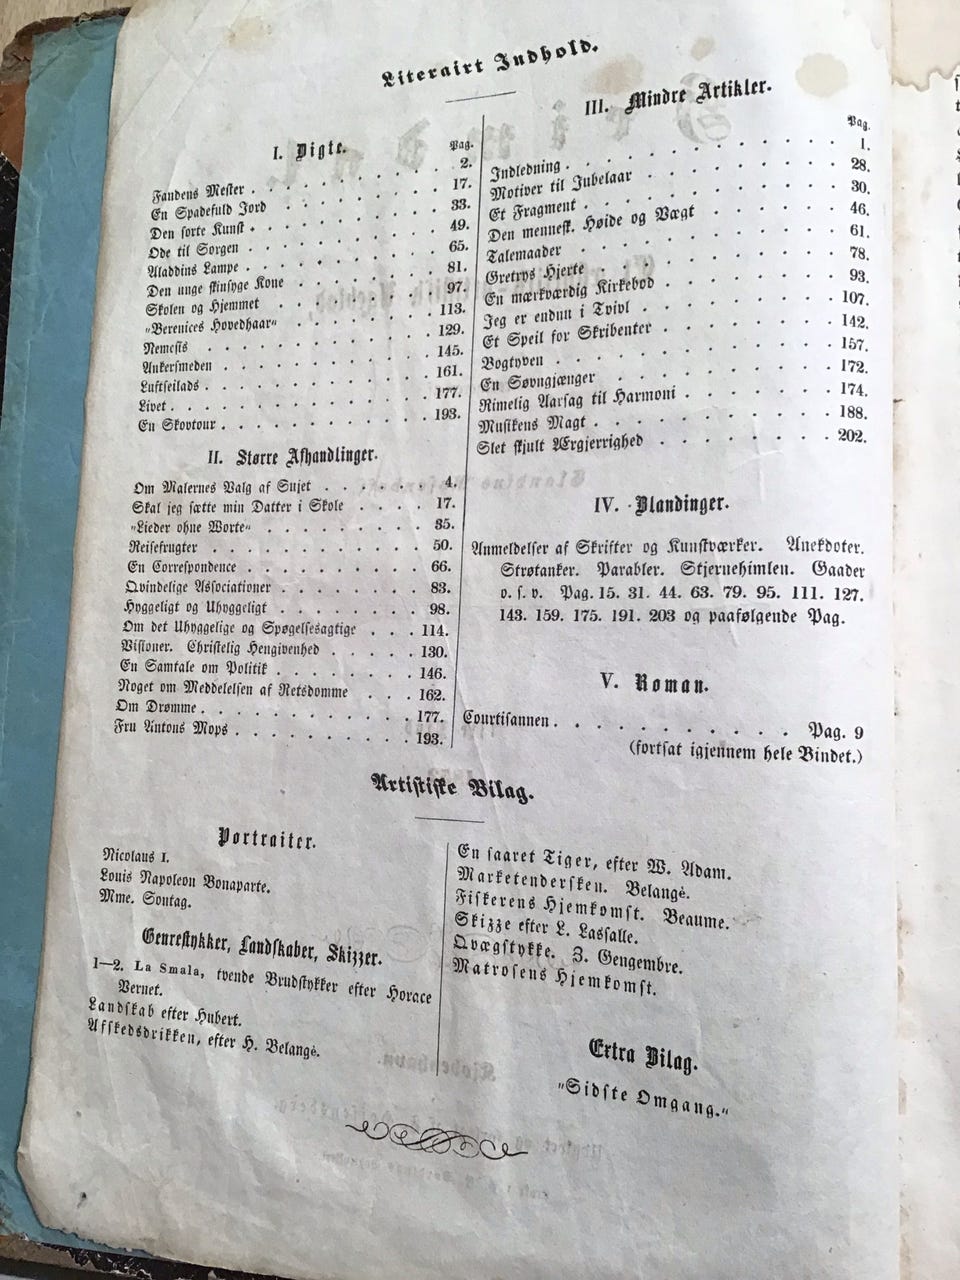 Literairt Indhold.
I. Digte.
Pag.
Fandens Mester . . . . . . . . . . 2.
En Spadefuld Jord . . . . . . . . . 17.
Den sorte Kunst . . . . . . . . . . 33.
Ode til Sorgen . . . . . . . . . . 49.
Aladdins Lampe . . . . . . . . . . 65.
Den unge skinsyge Kone . . . . . . . 81.
Skolen og Hjemmet . . . . . . . . . 97.
„Berenices Hovedhaar“ . . . . . . . . 113.
Nemesis . . . . . . . . . . . . 129.
Ankersmeden . . . . . . . . . . . 145.
Luftseilads . . . . . . . . . . . 161.
Livet . . . . . . . . . . . . . 177.
En Skovtour . . . . . . . . . . . 193.
II. Større Afhandlinger.
Om Malernes Valg af Sujet . . . . . . 4.
Skal jeg sætte min Datter i Skole . . . . 17.
„Lieder ohne Worte“ . . . . . . . . 35.
Reisefrugter . . . . . . . . . . . 50.
En Correspondence . . . . . . . . . 66.
Qvindelige Associationer . . . . . . . 83.
Hyggeligt og Uhyggeligt . . . . . . . 98.
Om det Uhyggelige og Spøgelsesagtige . . . 114.
Visioner. Christelig Hengivenhed . . . . . 130.
En Samtale om Politik . . . . . . . . 146.
Noget om Meddelelsen af Retsdomme . . . 162.
Om Drømme . . . . . . . . . . . 177.
Fru Antons Mops . . . . . . . . . . 193.
III. Mindre Artikler.
Pag.
Indledning . . . . . . . . . . . 1.
Motiver til Jubelaar . . . . . . . . 28.
Et Fragment . . . . . . . . . . . 30.
Den mennesk. Høide og Vægt . . . . . . 46.
Talemaader . . . . . . . . . . . 61.
Gretrys Hjerte . . . . . . . . . . 78.
En mærkværdig Kirkebod . . . . . . . 93.
Jeg er endnu i Tvivl . . . . . . . . 107.
Et Speil for Skribenter . . . . . . . 142.
Bogtyven . . . . . . . . . . . . 157.
En Søvngjænger . . . . . . . . . . 172.
Rimelig Aarsag til Harmoni . . . . . . 174.
Musikens Magt . . . . . . . . . . 188.
Slet skjult Ærgjerrighed . . . . . . . 202.
IV. Blandinger.
Anmeldelser af Skrifter og Kunstværker. Anekdoter.
Strøtanker. Parabler. Stjernehimlen. Gaader
o. s. v. Pag. 15. 31. 44. 63. 79. 95. 111. 127.
143. 159. 175. 191. 203 og paafølgende Pag.
V. Roman.
Courtisannen . . . . . . . . . . Pag. 9
(fortsat igjennem hele Bindet.)
Artistiske Bilag.
Portraiter.
Nicolaus I.
Louis Napoleon Bonaparte.
Mme. Sontag.
Genrestykker, Landskaber, Skizzer.
1—2. La Smala, tvende Brudstykker efter Horace
Vernet.
Landskab efter Hubert.
Afskedsdrikken, efter H. Belangé.
En saaret Tiger, efter W. Adam.
Marketendersken. Belangé.
Fiskerens Hjemkomst. Beaume.
Skizze efter L. Lassalle.
Qvægstykke. Z. Gengembre.
Matrosens Hjemkomst.
Extra Bilag.
„Sidste Omgang.“